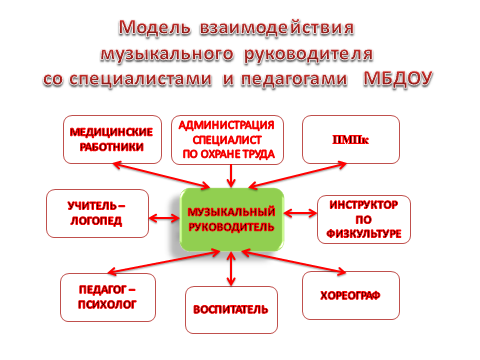 Модель взаимодействия
музыкального руководителя
со специалистами и педагогами МБДОУ
МЕДИЦИНСКИЕ
РАБОТНИКИ
АДМИНИСТРАЦИЯ
СПЕЦИАЛИСТ
ПО ОХРАНЕ ТРУДА
ПМПк
УЧИТЕЛЬ –
ЛОГОПЕД
МУЗЫКАЛЬНЫЙ
РУКОВОДИТЕЛЬ
ИНСТРУКТОР
ПО
ФИЗКУЛЬТУРЕ
ПЕДАГОГ –
ПСИХОЛОГ
ВОСПИТАТЕЛЬ
ХОРЕОГРАФ